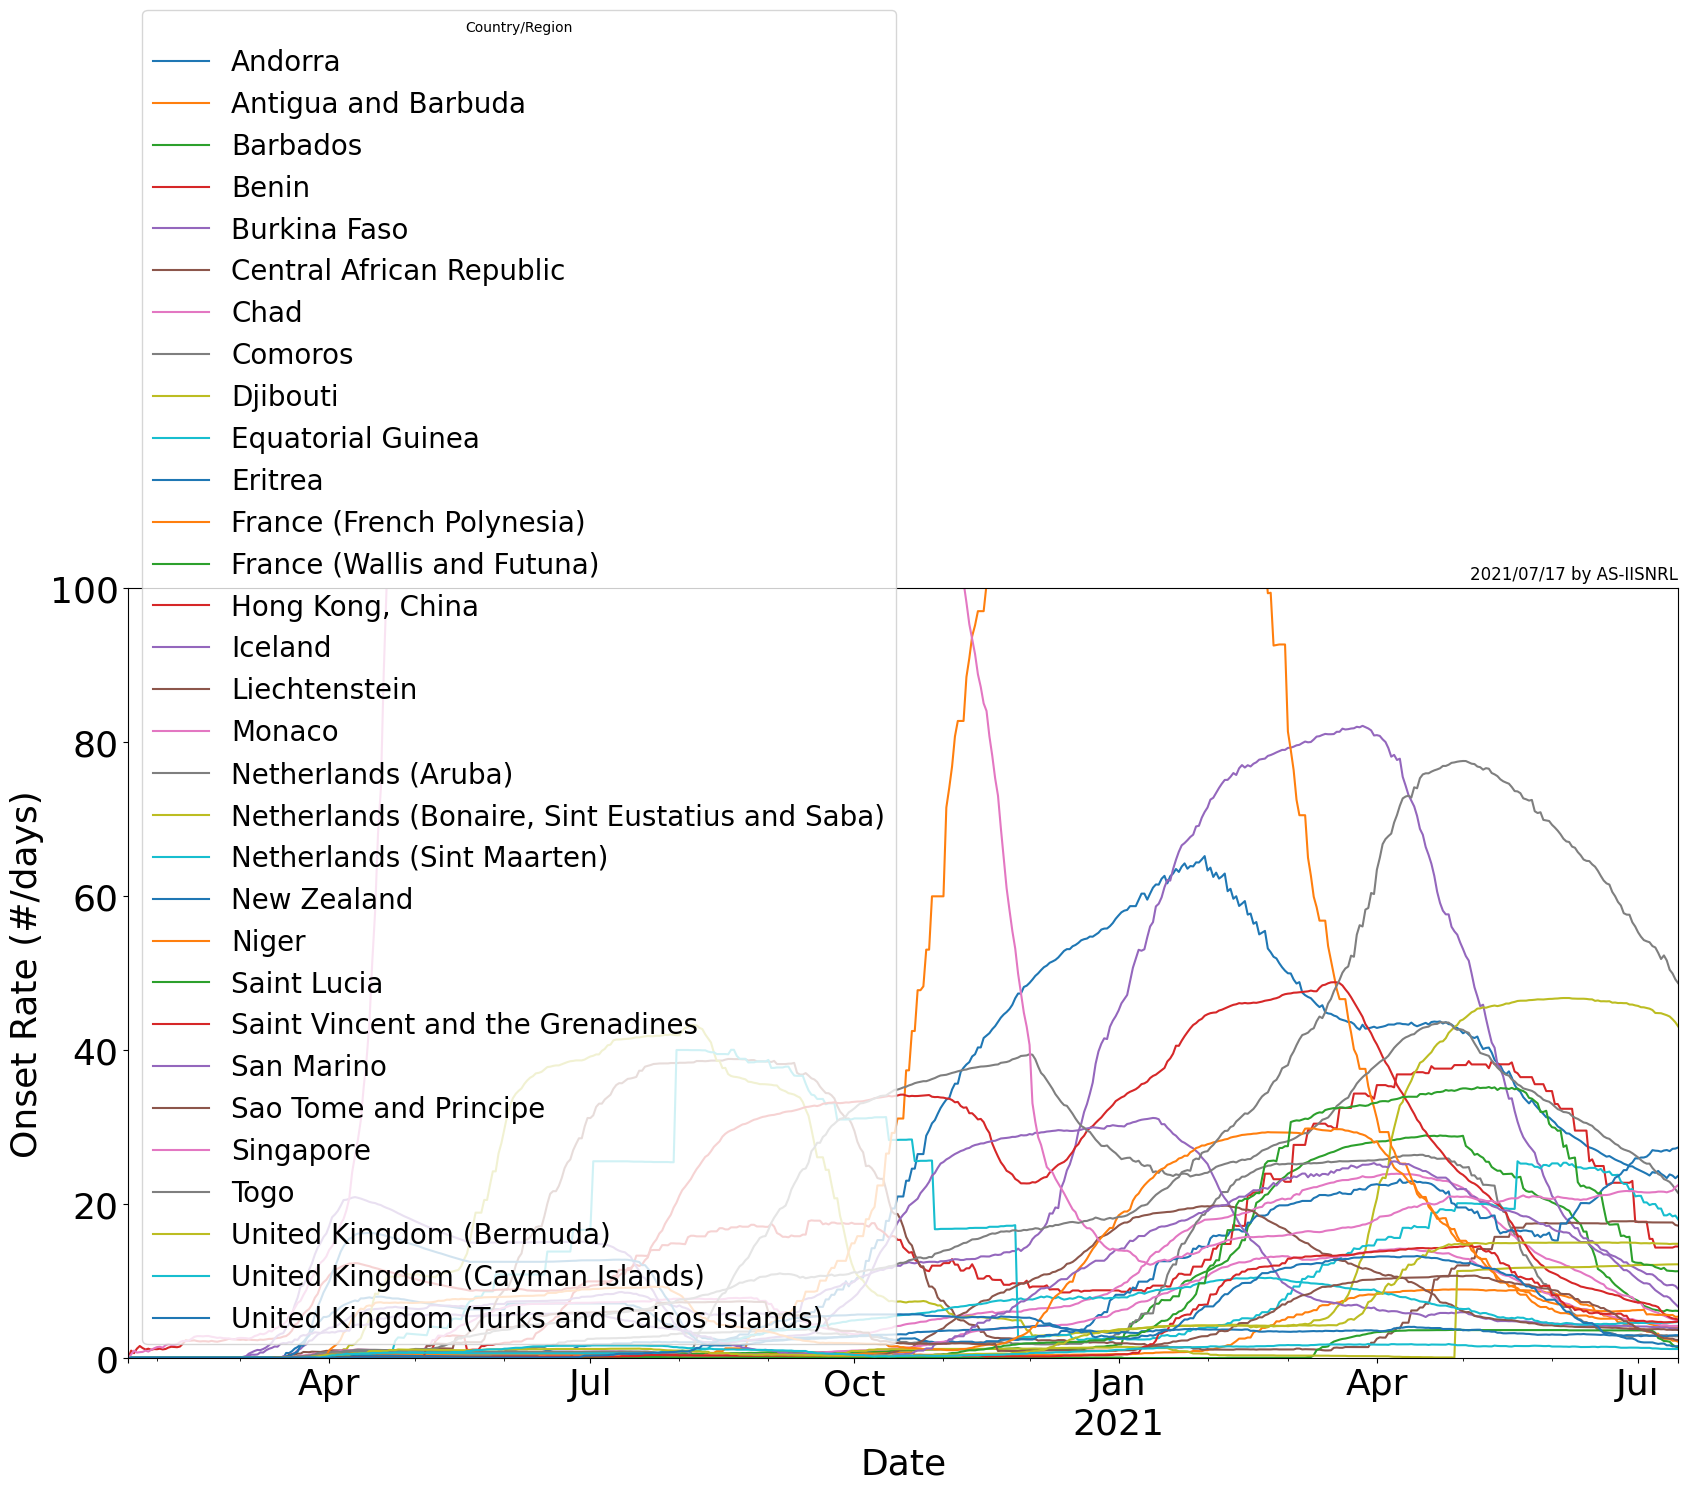 Country/Region
Andorra
Antigua and Barbuda
Barbados
Benin
Burkina Faso
Central African Republic
Chad
Comoros
Djibouti
Equatorial Guinea
Eritrea
France (French Polynesia)
France (Wallis and Futuna)
Hong Kong, China
Iceland
Liechtenstein
Monaco
Netherlands (Aruba)
Netherlands (Bonaire, Sint Eustatius and Saba)
Netherlands (Sint Maarten)
New Zealand
Niger
Saint Lucia
Saint Vincent and the Grenadines
San Marino
Sao Tome and Principe
Singapore
Togo
United Kingdom (Bermuda)
United Kingdom (Cayman Islands)
United Kingdom (Turks and Caicos Islands)
2021/07/17 by AS-IISNRL
100
80
60
40
20
0
Onset Rate (#/days)
Apr Jul Oct Jan Apr Jul
2021
Date